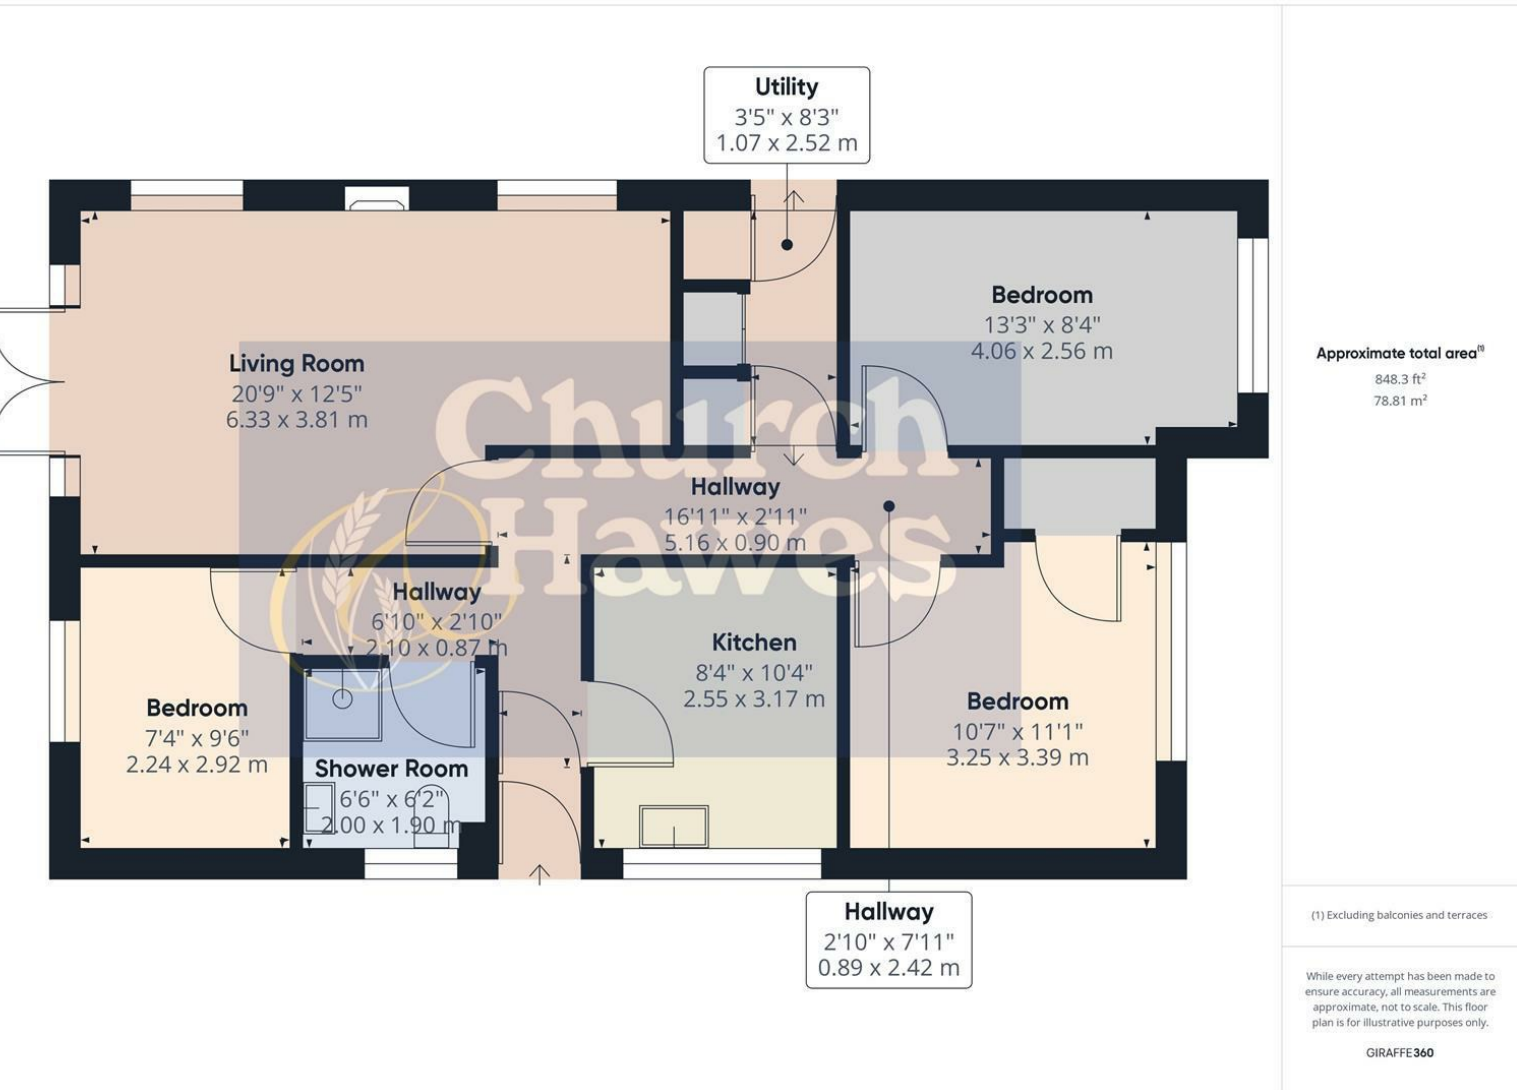 Utility
3'5" x 8'3"
1.07 x 2.52 m
Bedroom
13'3" x 8'4"
4.06 x 2.56 m
Living Room
20'9" x 12'5"
6.33 x 3.81 m
Church
Hawes
&
Hallway
16'11" x 2'11"
5.16 x 0.90 m
Hallway
6'10" x 2'10"
2.10 x 0.87 m
Kitchen
8'4" x 10'4"
2.55 x 3.17 m
Bedroom
7'4" x 9'6"
2.24 x 2.92 m
Bedroom
10'7" x 11'1"
3.25 x 3.39 m
Shower Room
6'6" x 6'2"
2.00 x 1.90 m
Hallway
2'10" x 7'11"
0.89 x 2.42 m
Approximate total area(1)
848.3 ft²
78.81 m²
(1) Excluding balconies and terraces
While every attempt has been made to
ensure accuracy, all measurements are
approximate, not to scale. This floor
plan is for illustrative purposes only.
GIRAFFE360